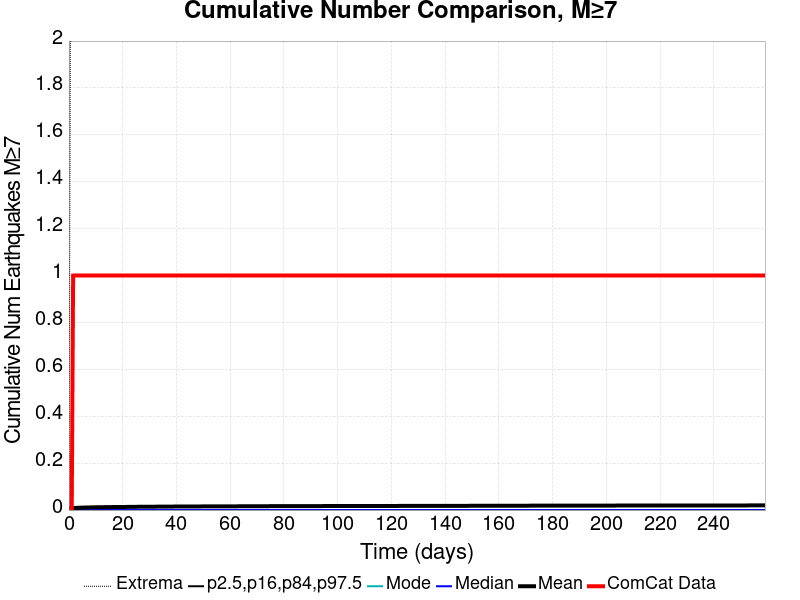 Cumulative Number Comparison, M≥7
Cumulative Num Earthquakes M≥7
2
1.8
1.6
1.4
1.2
1
0.8
0.6
0.4
0.2
0
0 20 40 60 80 100 120 140 160 180 200 220 240
Time (days)
Extrema p2.5,p16,p84,p97.5 Mode Median Mean ComCat Data